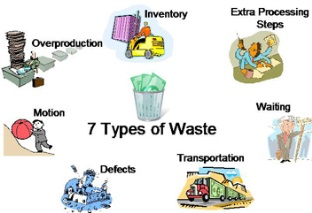 Inventory
Extra Processing
Steps
Overproduction
Motion
7 Types of Waste
Waiting
Defects
Transportation